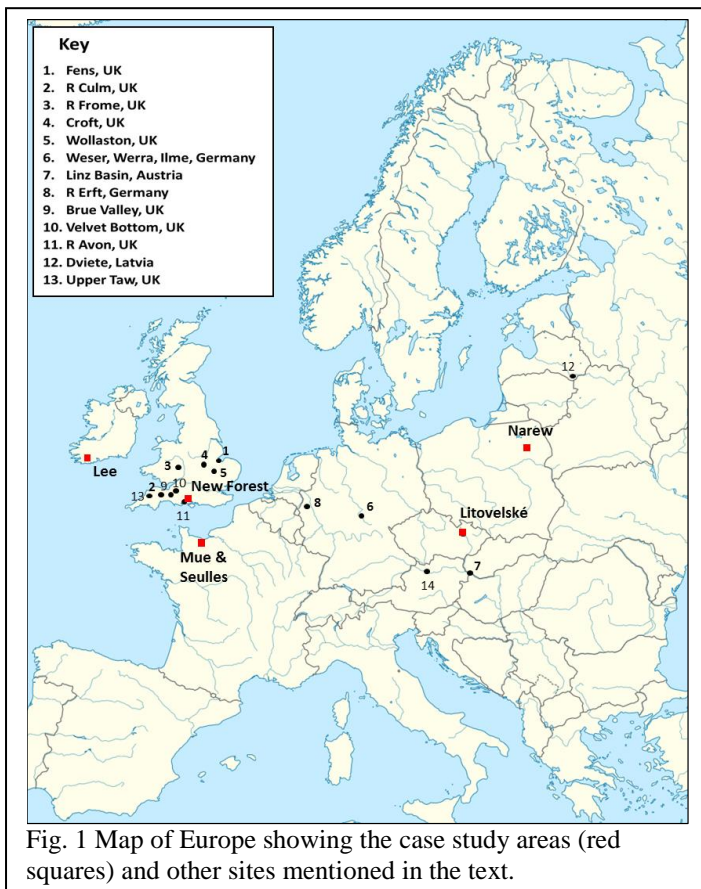 Key
1. Fens, UK
2. R Culm, UK
3. R Frome, UK
4. Croft, UK
5. Wollaston, UK
6. Weser, Werra, Ilme, Germany
7. Linz Basin, Austria
8. R Erft, Germany
9. Brue Valley, UK
10. Velvet Bottom, UK
11. R Avon, UK
12. Dviete, Latvia
13. Upper Taw, UK
12
Narew
Lee
3
4
1
5
2
9
10
13
New Forest
11
8
6
Litovelské
Mue &
Seulles
14
7
Fig. 1 Map of Europe showing the case study areas (red
squares) and other sites mentioned in the text.